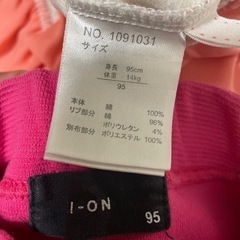 NO. 1091031
サイズ
身長 95cm
体重 14kg
95
本体 綿 100%
リブ部分 綿 96%
ポリウレタン 4%
別布部分 ポリエステル 100%
I-ON 95